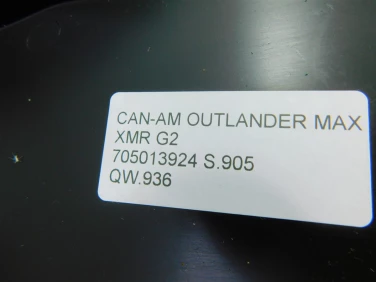 CAN-AM OUTLANDER MAX
XMR G2
705013924 S.905
QW.936